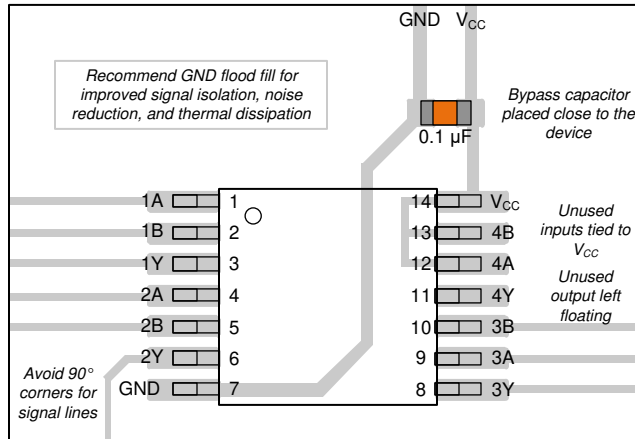 GND VCC
Recommend GND flood fill for
improved signal isolation, noise
reduction, and thermal dissipation
Bypass capacitor
placed close to the
device
0.1 µF
1A 1 14 VCC
1B 2 13 4B
1Y 3 12 4A
2A 4 11 4Y
2B 5 10 3B
2Y 6 9 3A
GND 7 8 3Y
Unused
inputs tied to
VCC
Unused
output left
floating
Avoid 90°
corners for
signal lines